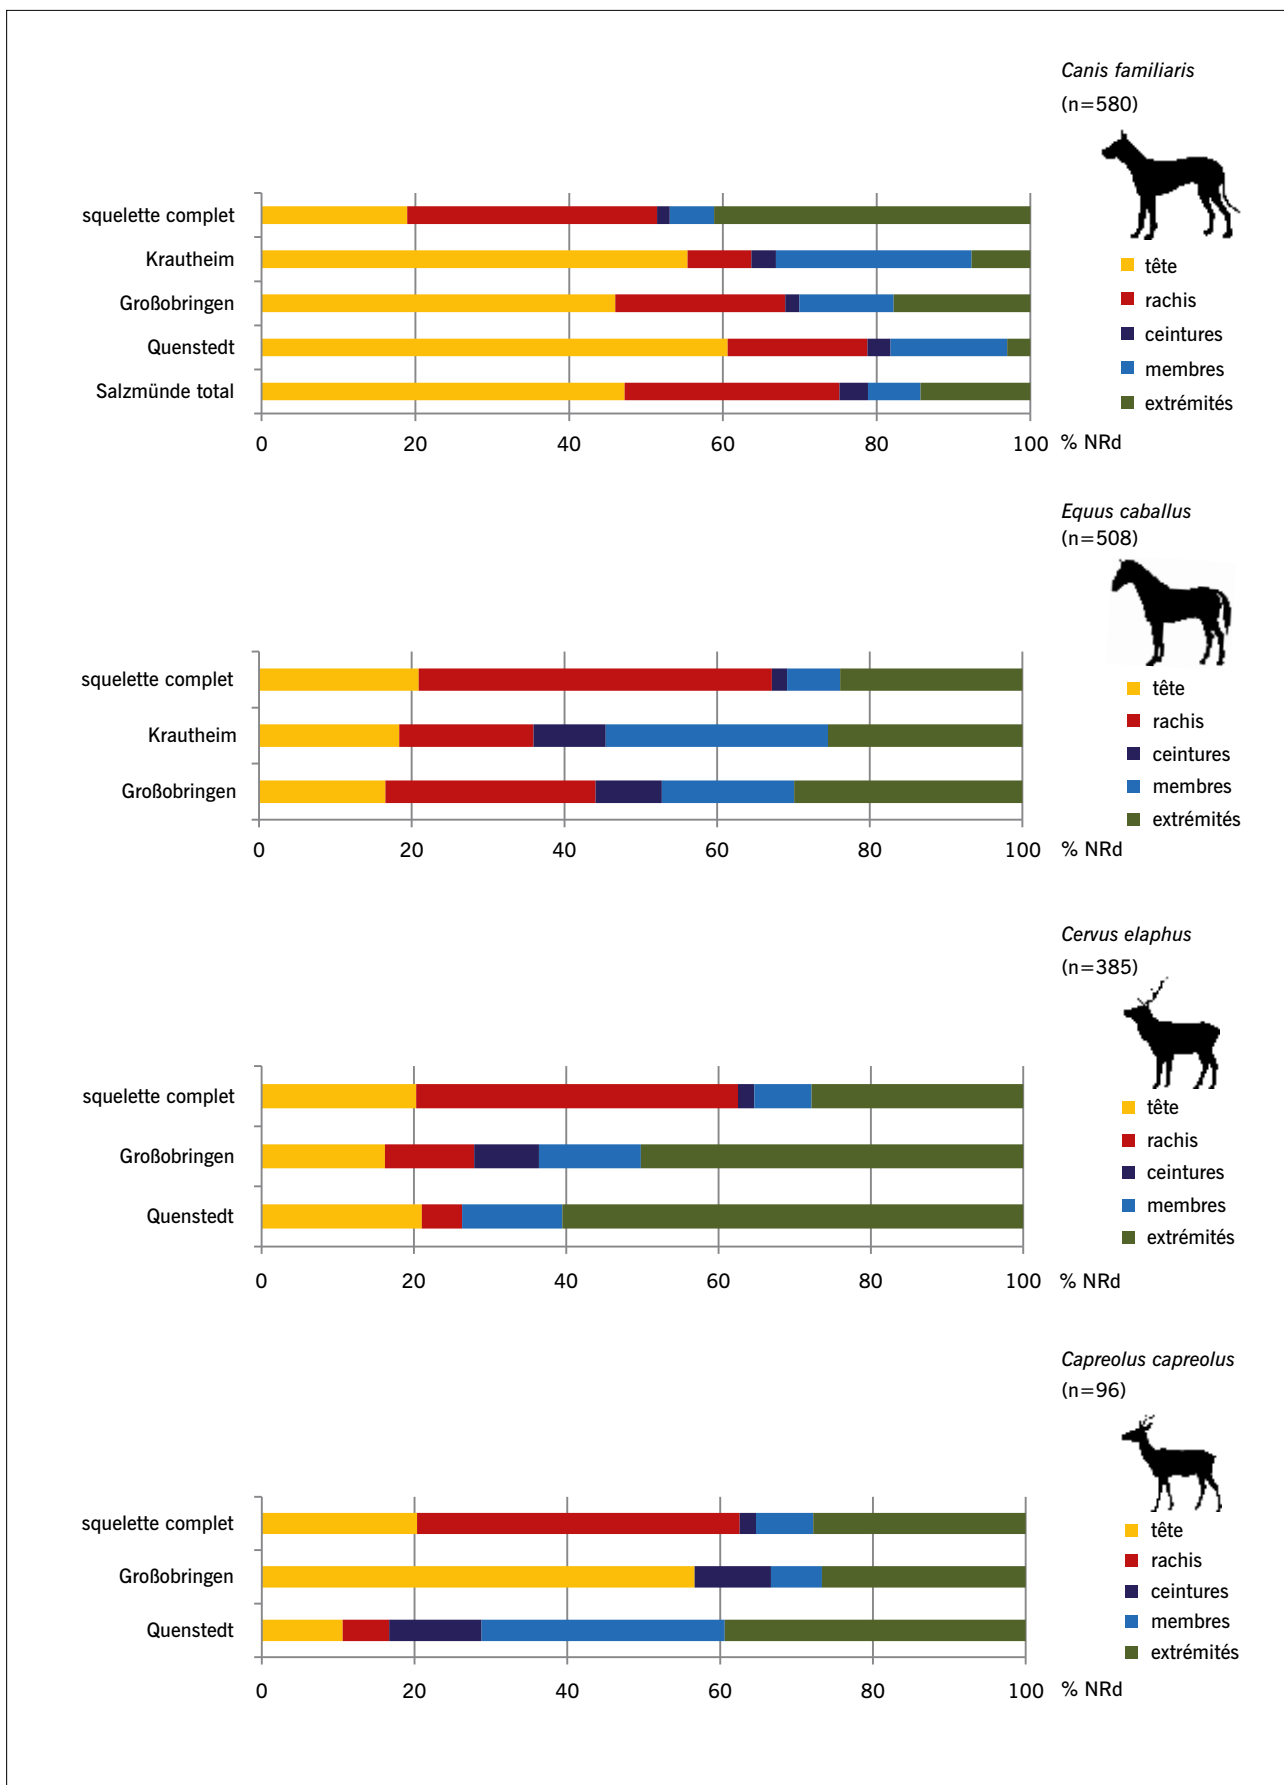 Canis familiaris
(n=580)
squelette complet
Krautheim
Großobringen
Quenstedt
Salzmünde total
tête
rachis
ceintures
membres
extrémités
0 20 40 60 80 100 % NRd
Equus caballus
(n=508)
squelette complet
Krautheim
Großobringen
tête
rachis
ceintures
membres
extrémités
0 20 40 60 80 100 % NRd
Cervus elaphus
(n=385)
squelette complet
Großobringen
Quenstedt
tête
rachis
ceintures
membres
extrémités
0 20 40 60 80 100 % NRd
Capreolus capreolus
(n=96)
squelette complet
Großobringen
Quenstedt
tête
rachis
ceintures
membres
extrémités
0 20 40 60 80 100 % NRd